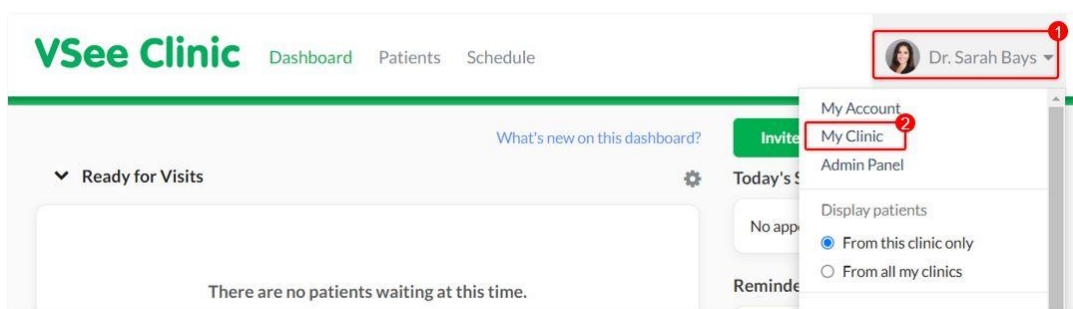 VSee Clinic Dashboard Patients Schedule
1
Dr. Sarah Bays
What's new on this dashboard?
Invite
My Account
2
My Clinic
Admin Panel
Ready for Visits
Today's S
Display patients
No app
From this clinic only
From all my clinics
There are no patients waiting at this time.
Reminde